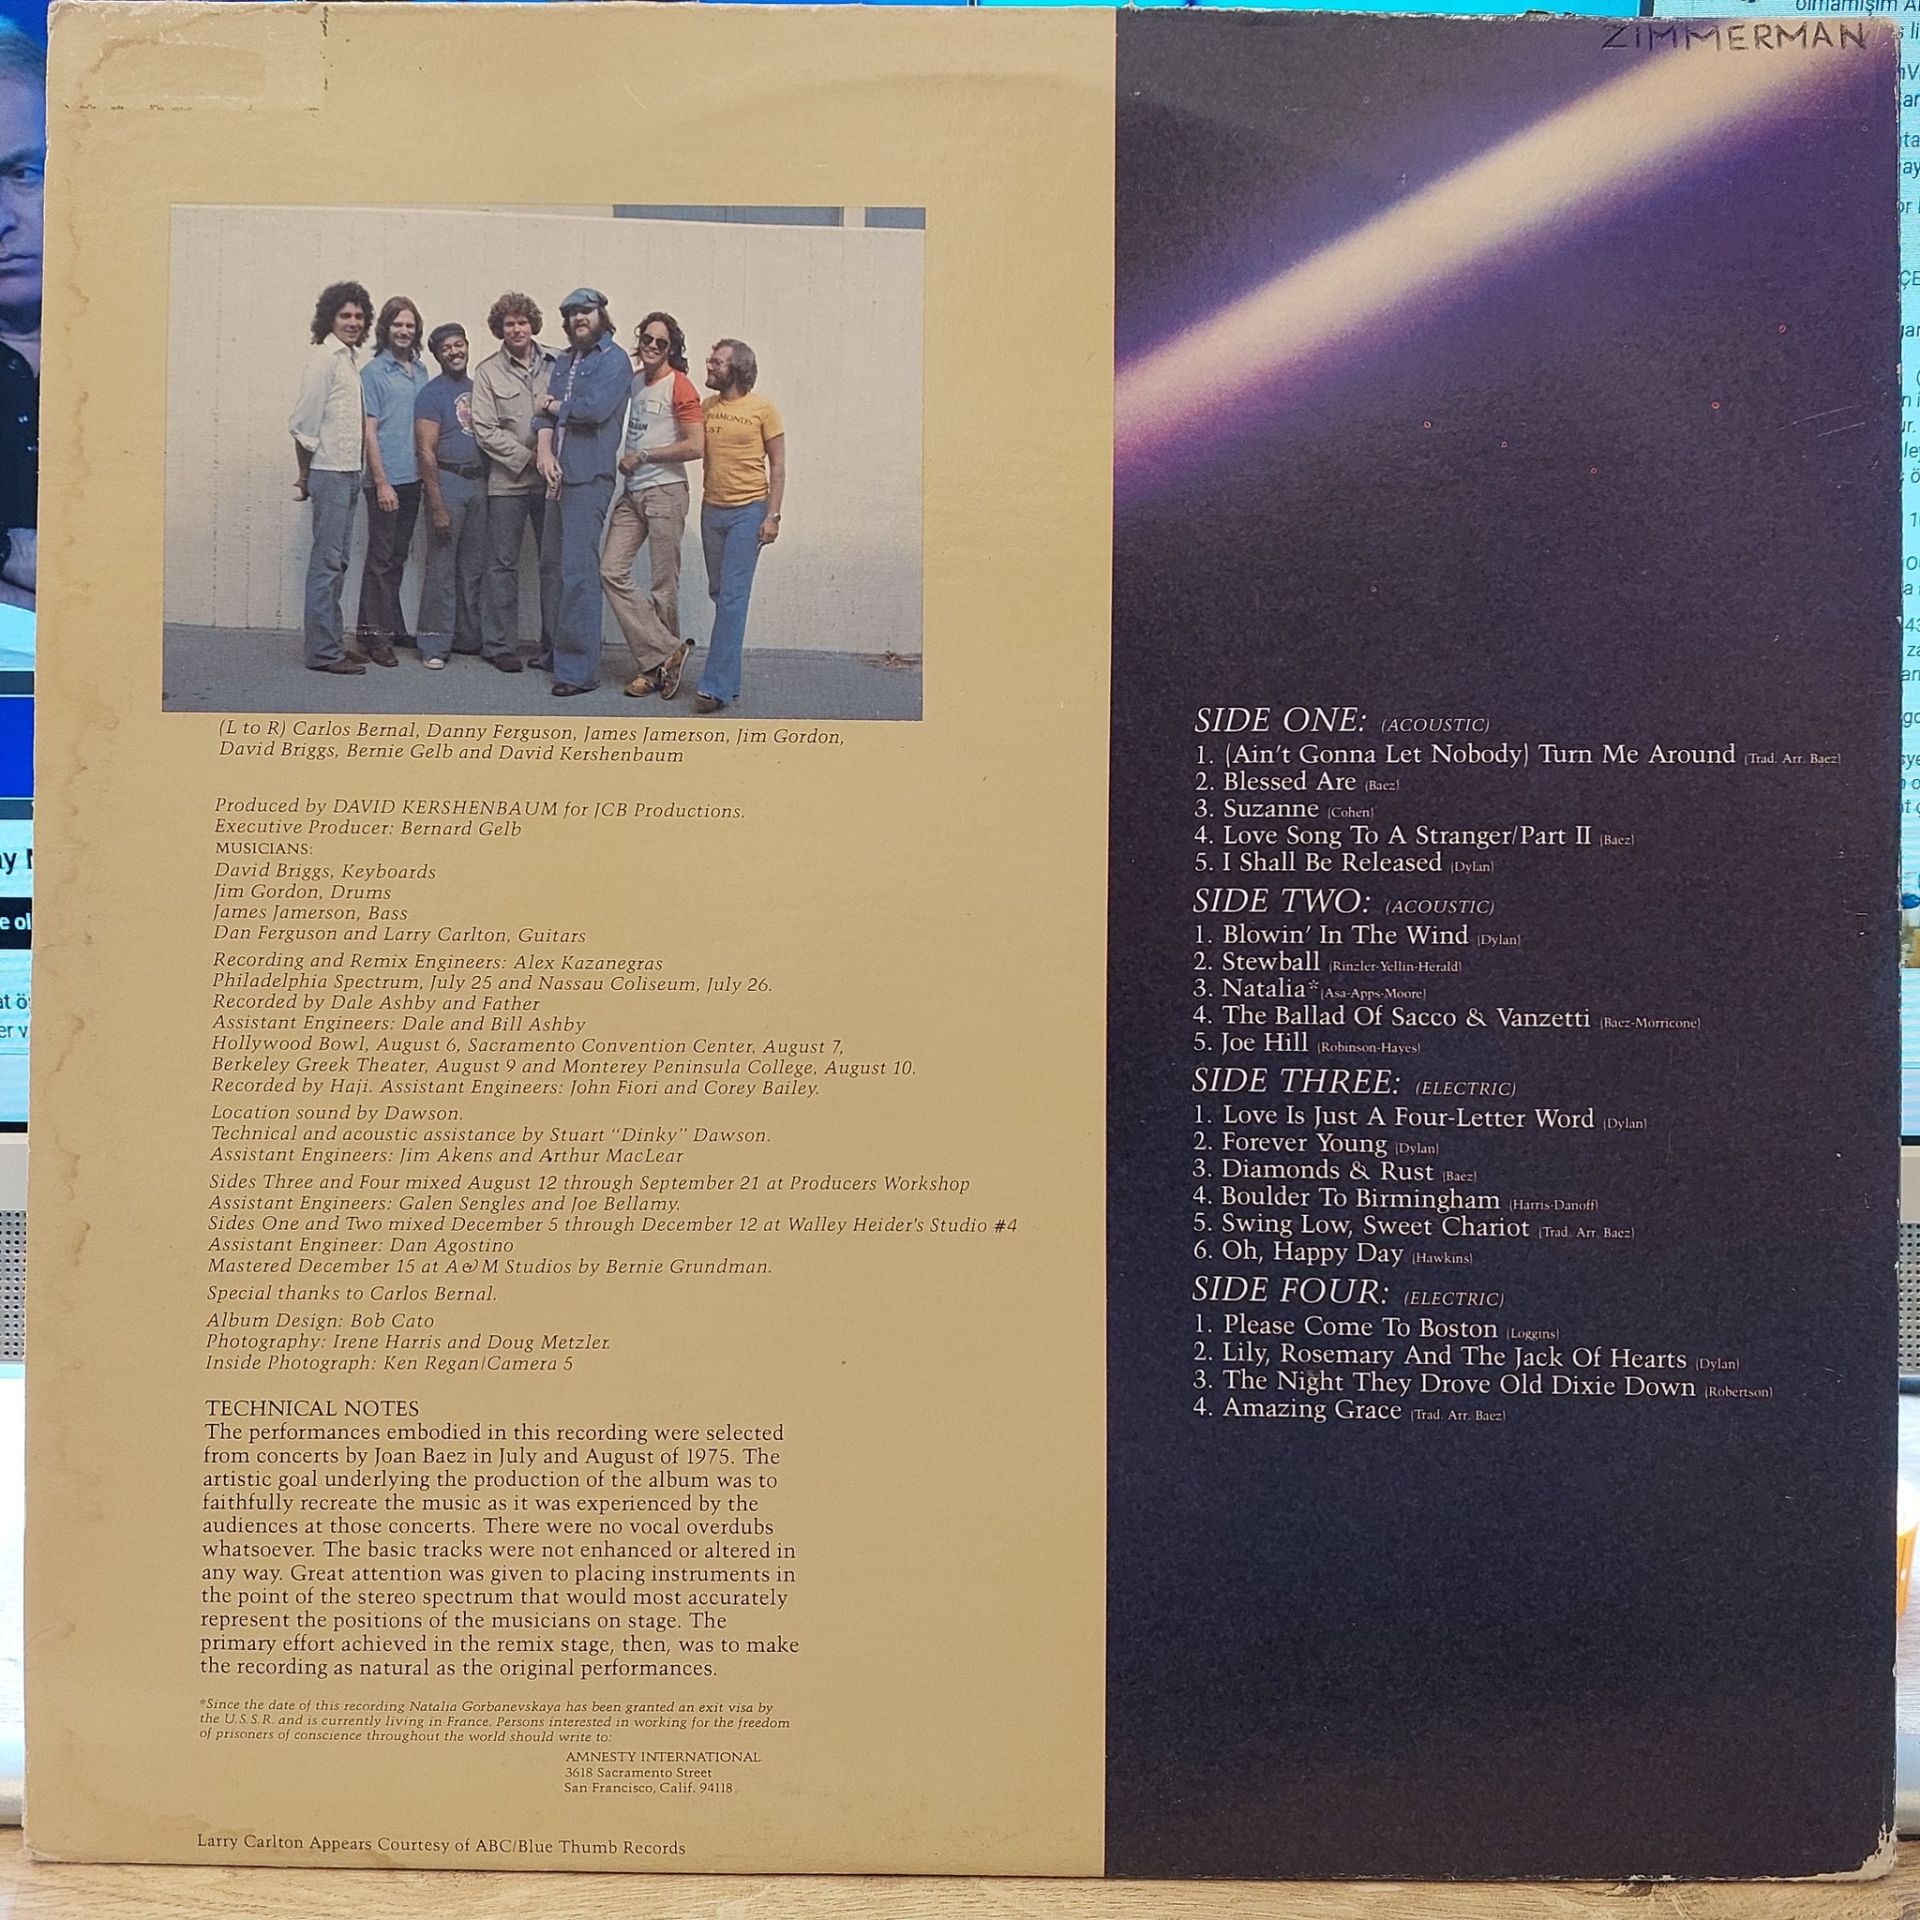 ZIMMERMAN
(L to R) Carlos Bernal, Danny Ferguson, James Jamerson, Jim Gordon,
David Briggs, Bernie Gelb and David Kershenbaum
Produced by DAVID KERSHENBAUM for JCB Productions.
Executive Producer: Bernard Gelb
MUSICIANS:
David Briggs, Keyboards
Jim Gordon, Drums
James Jamerson, Bass
Dan Ferguson and Larry Carlton, Guitars
Recording and Remix Engineers: Alex Kazanegras
Philadelphia Spectrum, July 25 and Nassau Coliseum, July 26.
Recorded by Dale Ashby and Father
Assistant Engineers: Dale and Bill Ashby
Hollywood Bowl, August 6, Sacramento Convention Center, August 7,
Berkeley Greek Theater, August 9 and Monterey Peninsula College, August 10.
Recorded by Haji. Assistant Engineers: John Fiori and Corey Bailey.
Location sound by Dawson.
Technical and acoustic assistance by Stuart “Dinky” Dawson.
Assistant Engineers: Jim Akens and Arthur MacLear
Sides Three and Four mixed August 12 through September 21 at Producers Workshop
Assistant Engineers: Galen Sengles and Joe Bellamy.
Sides One and Two mixed December 5 through December 12 at Walley Heider's Studio #4
Assistant Engineer: Dan Agostino
Mastered December 15 at A&M Studios by Bernie Grundman.
Special thanks to Carlos Bernal.
Album Design: Bob Cato
Photography: Irene Harris and Doug Metzler.
Inside Photograph: Ken Regan/Camera 5
TECHNICAL NOTES
The performances embodied in this recording were selected
from concerts by Joan Baez in July and August of 1975. The
artistic goal underlying the production of the album was to
faithfully recreate the music as it was experienced by the
audiences at those concerts. There were no vocal overdubs
whatsoever. The basic tracks were not enhanced or altered in
any way. Great attention was given to placing instruments in
the point of the stereo spectrum that would most accurately
represent the positions of the musicians on stage. The
primary effort achieved in the remix stage, then, was to make
the recording as natural as the original performances.
*Since the date of this recording Natalia Gorbanevskaya has been granted an exit visa by
the U.S.S.R. and is currently living in France. Persons interested in working for the freedom
of prisoners of conscience throughout the world should write to:
AMNESTY INTERNATIONAL
3618 Sacramento Street
San Francisco, Calif. 94118.
Larry Carlton Appears Courtesy of ABC/Blue Thumb Records
SIDE ONE: (ACOUSTIC)
1. (Ain't Gonna Let Nobody) Turn Me Around (Trad. Arr. Baez)
2. Blessed Are (Baez)
3. Suzanne (Cohen)
4. Love Song To A Stranger/Part II (Baez)
5. I Shall Be Released (Dylan)
SIDE TWO: (ACOUSTIC)
1. Blowin' In The Wind (Dylan)
2. Stewball (Rinzler-Yellin-Herald)
3. Natalia* (Asa-Apps-Moore)
4. The Ballad Of Sacco & Vanzetti (Baez-Morricone)
5. Joe Hill (Robinson-Hayes)
SIDE THREE: (ELECTRIC)
1. Love Is Just A Four-Letter Word (Dylan)
2. Forever Young (Dylan)
3. Diamonds & Rust (Baez)
4. Boulder To Birmingham (Harris-Danoff)
5. Swing Low, Sweet Chariot (Trad. Arr. Baez)
6. Oh, Happy Day (Hawkins)
SIDE FOUR: (ELECTRIC)
1. Please Come To Boston (Loggins)
2. Lily, Rosemary And The Jack Of Hearts (Dylan)
3. The Night They Drove Old Dixie Down (Robertson)
4. Amazing Grace (Trad. Arr. Baez)